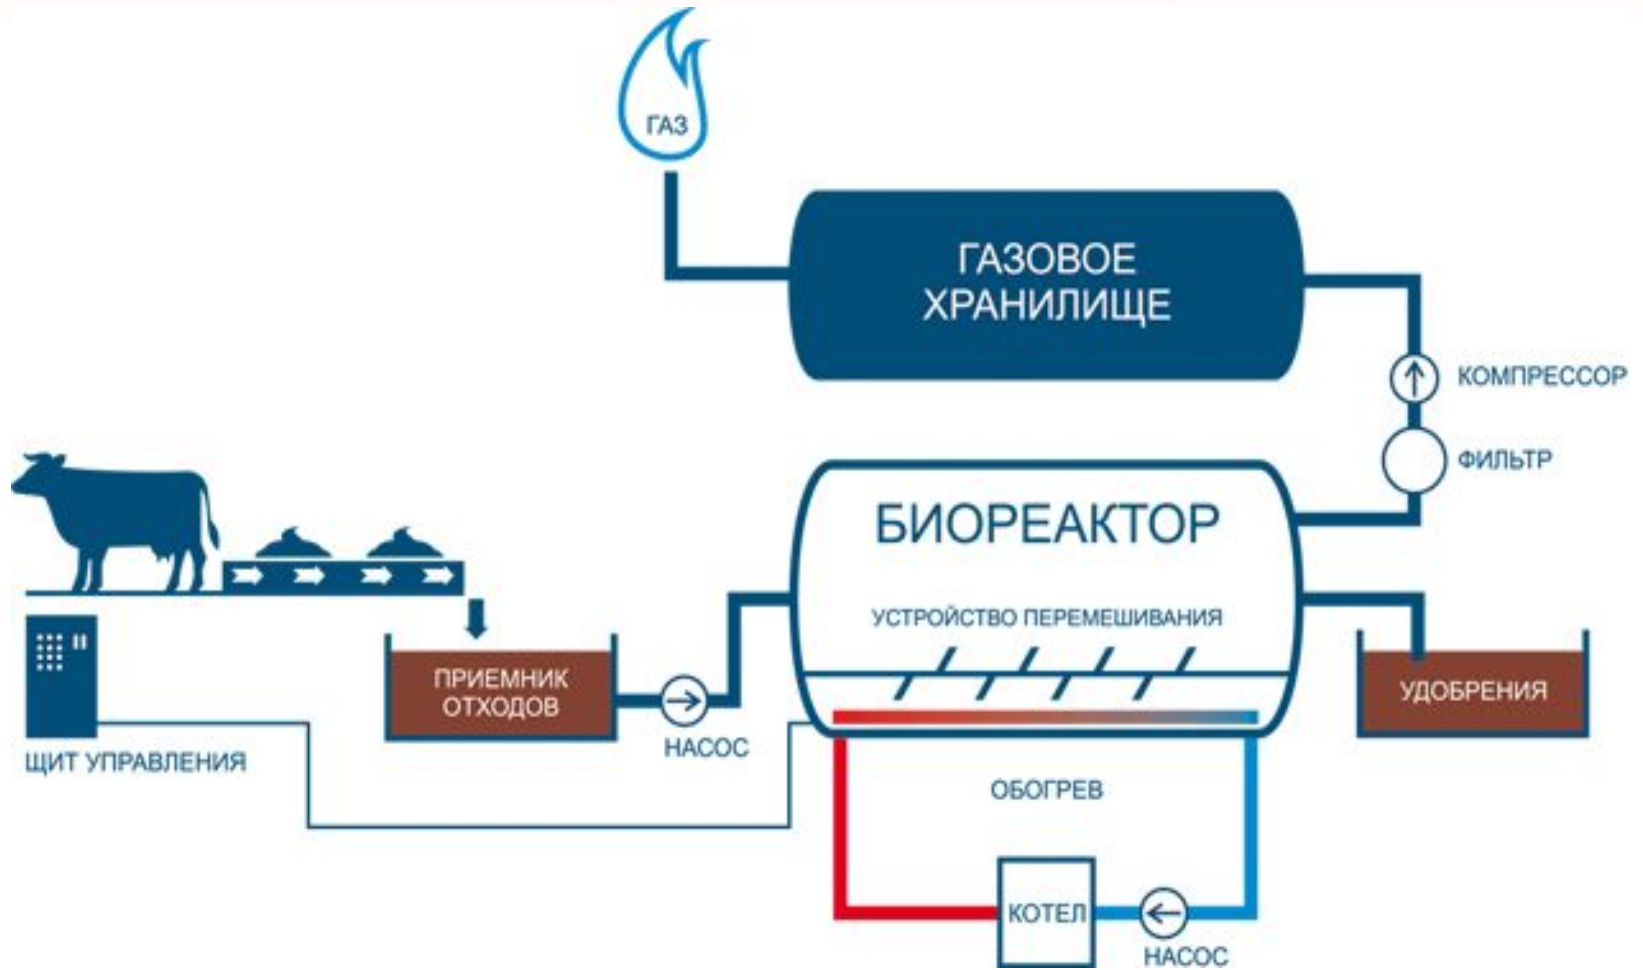 ГАЗ
ГАЗОВОЕ
ХРАНИЛИЩЕ
КОМПРЕССОР
ФИЛЬТР
БИОРЕАКТОР
УСТРОЙСТВО ПЕРЕМЕШИВАНИЯ
ПРИЕМНИК
ОТХОДОВ
УДОБРЕНИЯ
НАСОС
ЩИТ УПРАВЛЕНИЯ
ОБОГРЕВ
КОТЕЛ
НАСОС